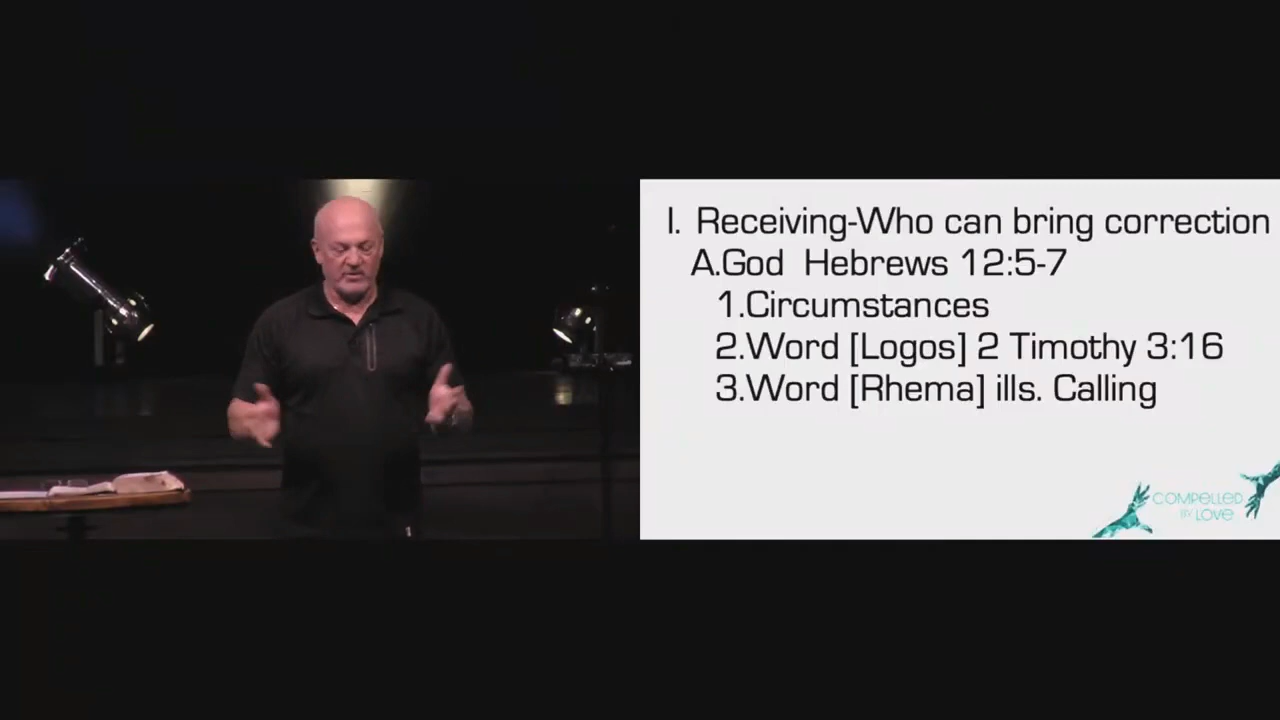 I. Receiving-Who can bring correction
A.God Hebrews 12:5-7
1.Circumstances
2.Word [Logos] 2 Timothy 3:16
3.Word [Rhema] ills. Calling
COMPELLED
BY LOVE